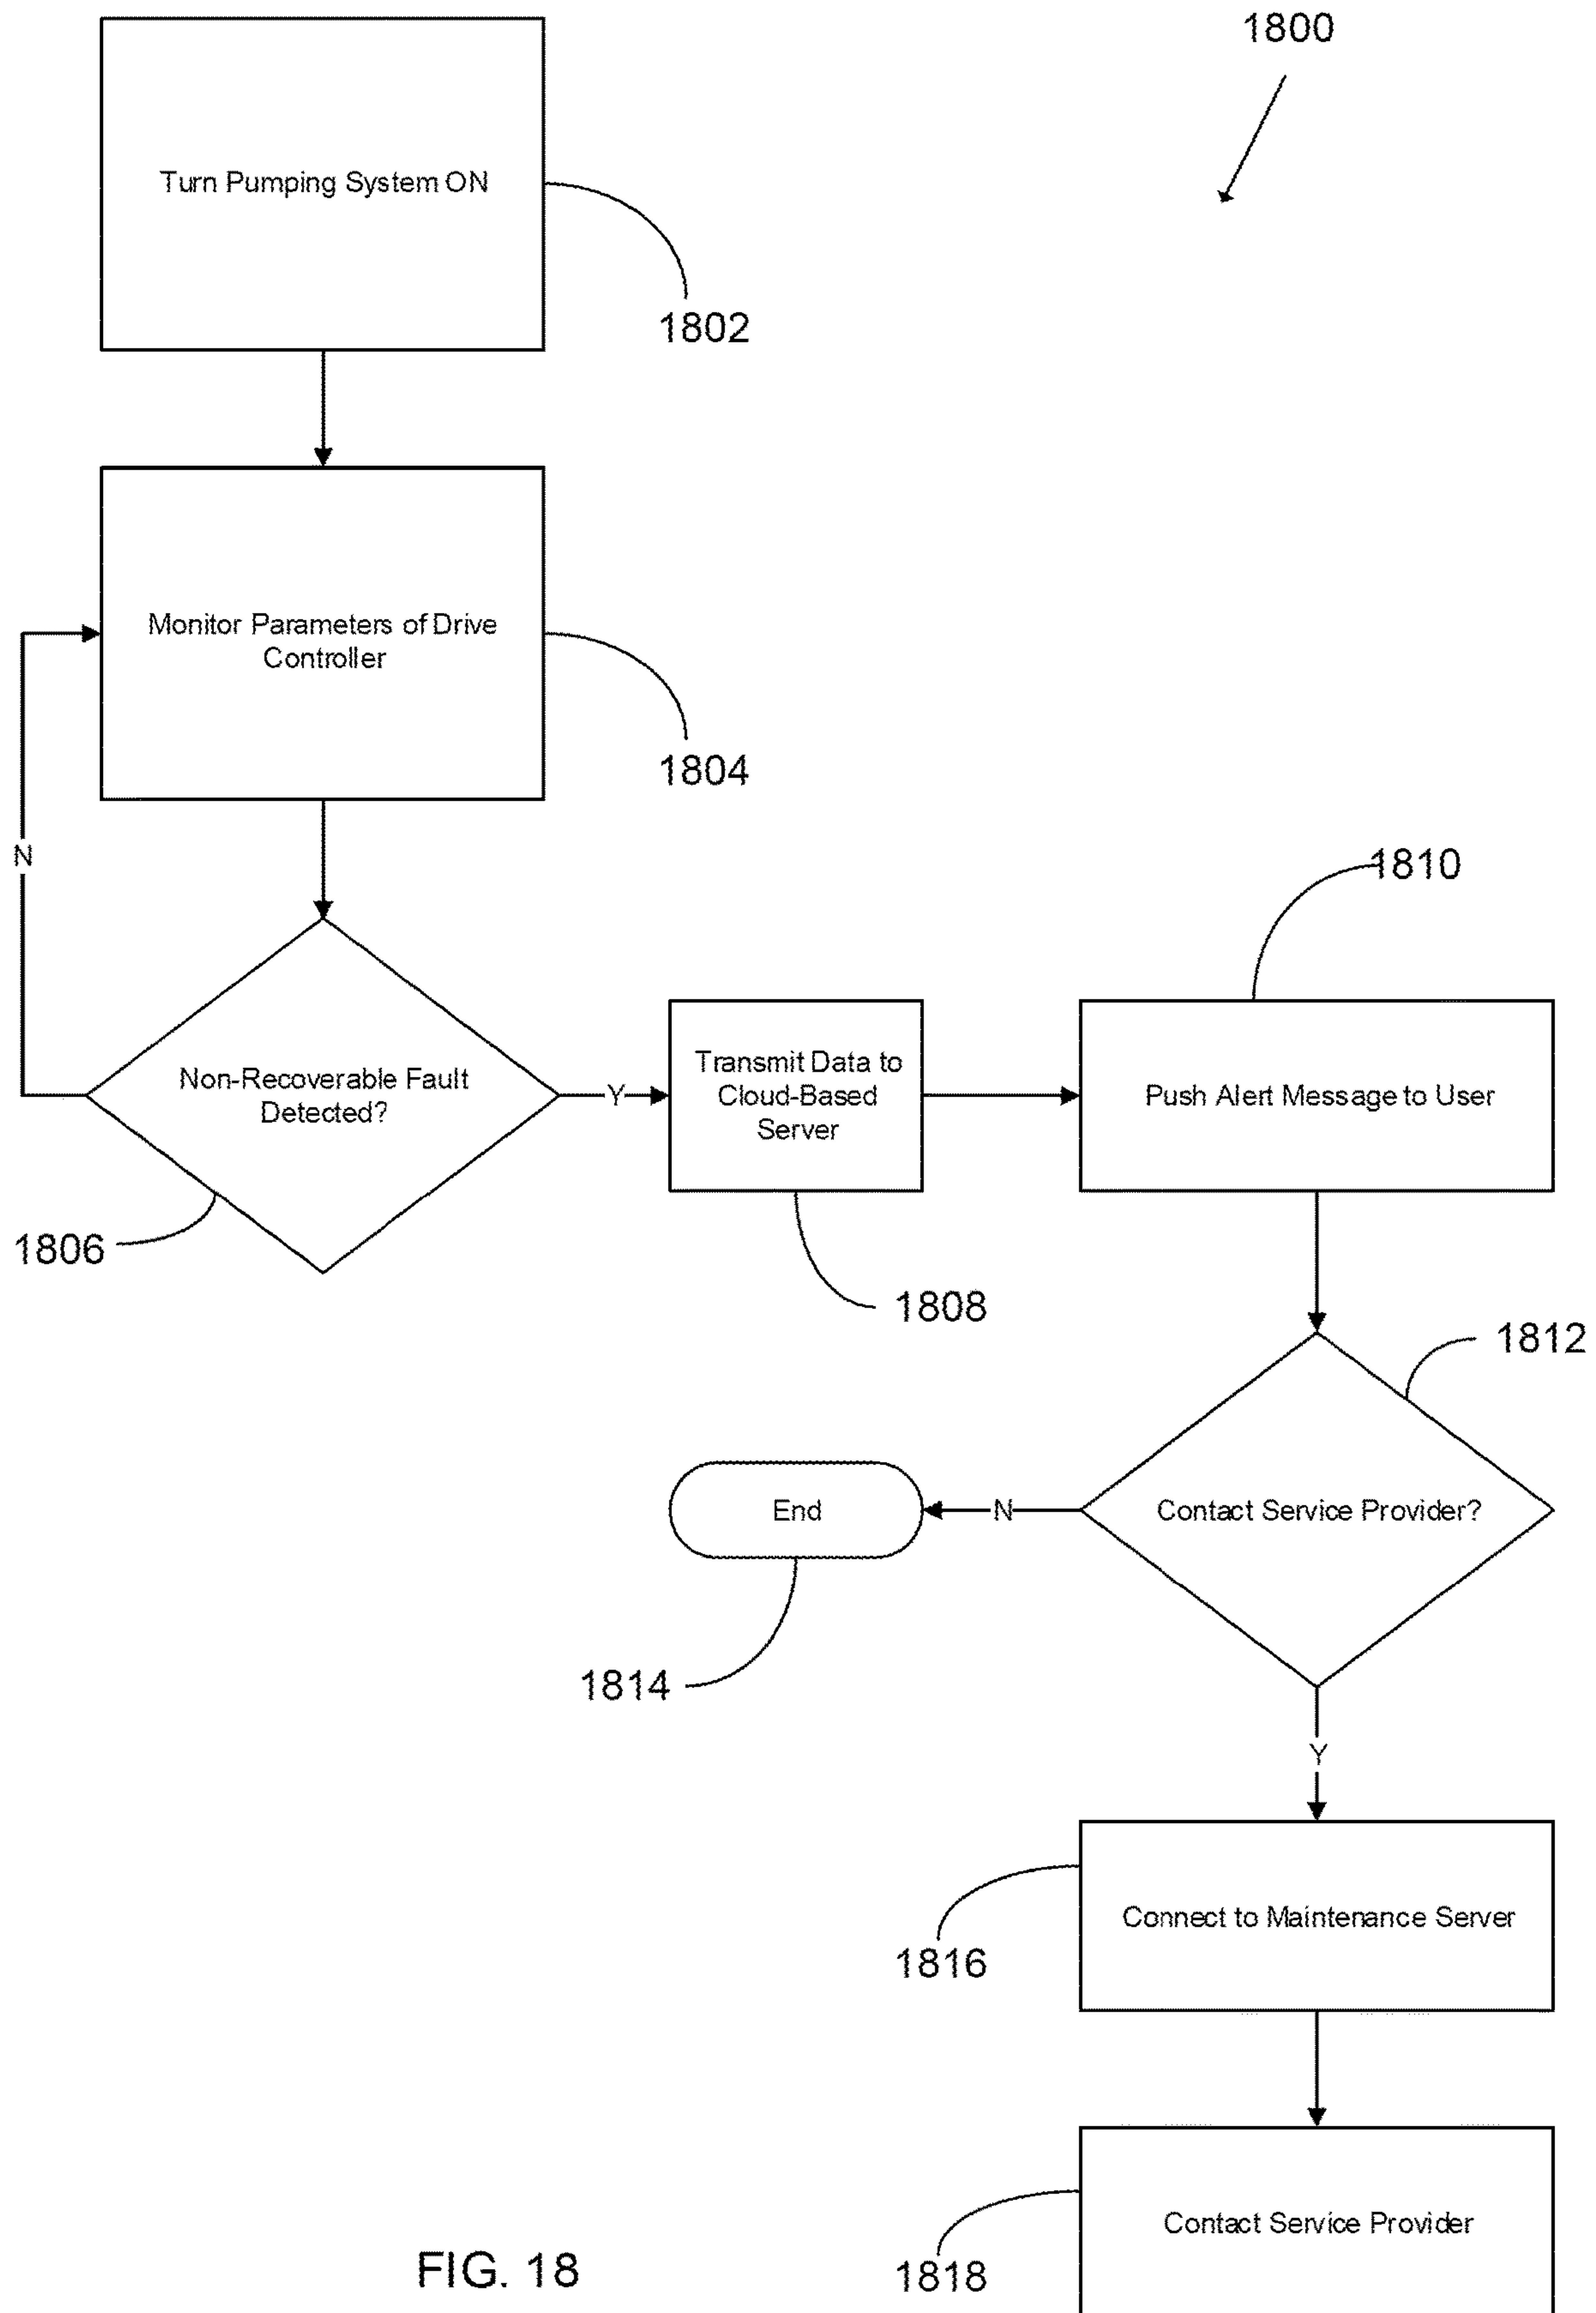 1800
Turn Pumping System ON
1802
Monitor Parameters of Drive
Controller
1804
N
1810
Non-Recoverable Fault
Detected?
Y
Transmit Data to
Cloud-Based
Server
Push Alert Message to User
1806
1808
1812
End
N
Contact Service Provider?
1814
Y
Connect to Maintenance Server
1816
Contact Service Provider
1818
FIG. 18